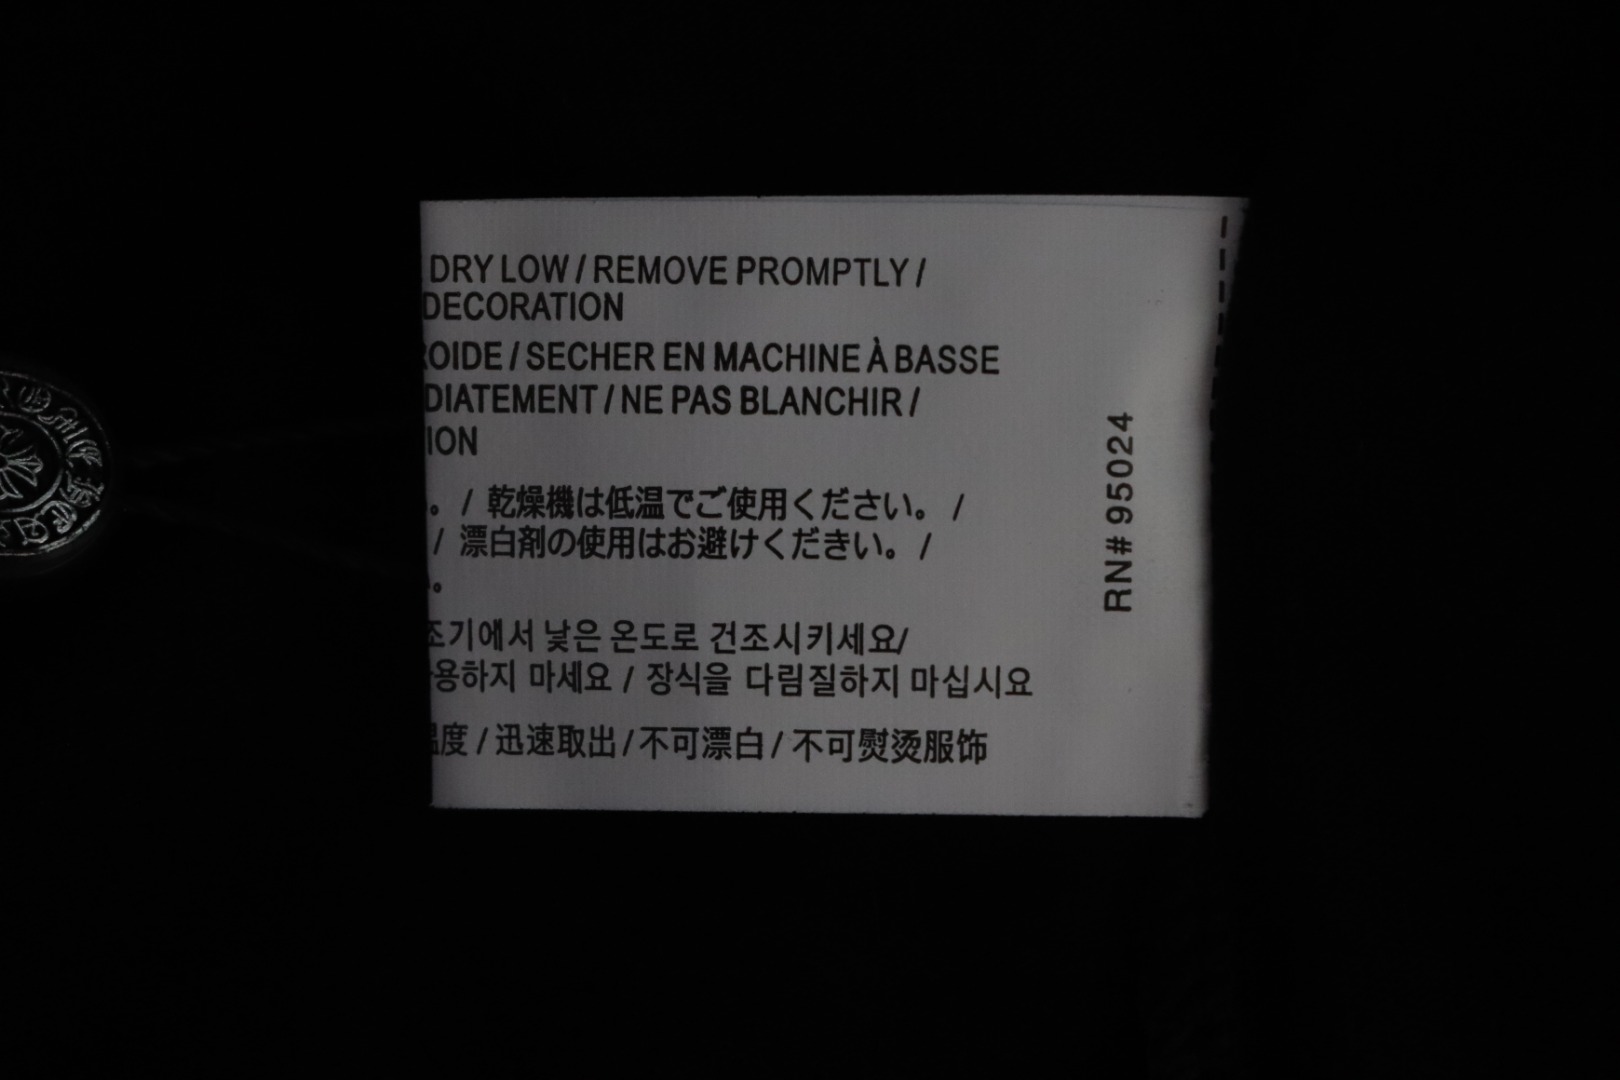 DRY LOW / REMOVE PROMPTLY /
DECORATION
OIDE / SECHER EN MACHINE À BASSE
DIATEMENT / NE PAS BLANCHIR /
ION
。 / 乾燥機は低温でご使用ください。 /
/ 漂白剤の使用はお避けください。 /
。
조기에서 낮은 온도로 건조시키세요/
용하지 마세요 / 장식을 다림질하지 마십시요
温度 / 迅速取出 / 不可漂白 / 不可熨烫服饰
RN# 95024